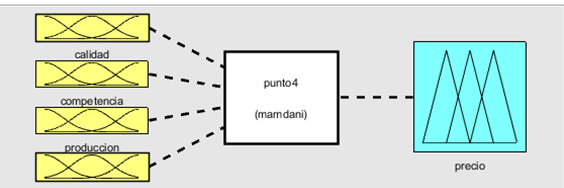 calidad
competencia
produccion
punto4
(mamdani)
precio